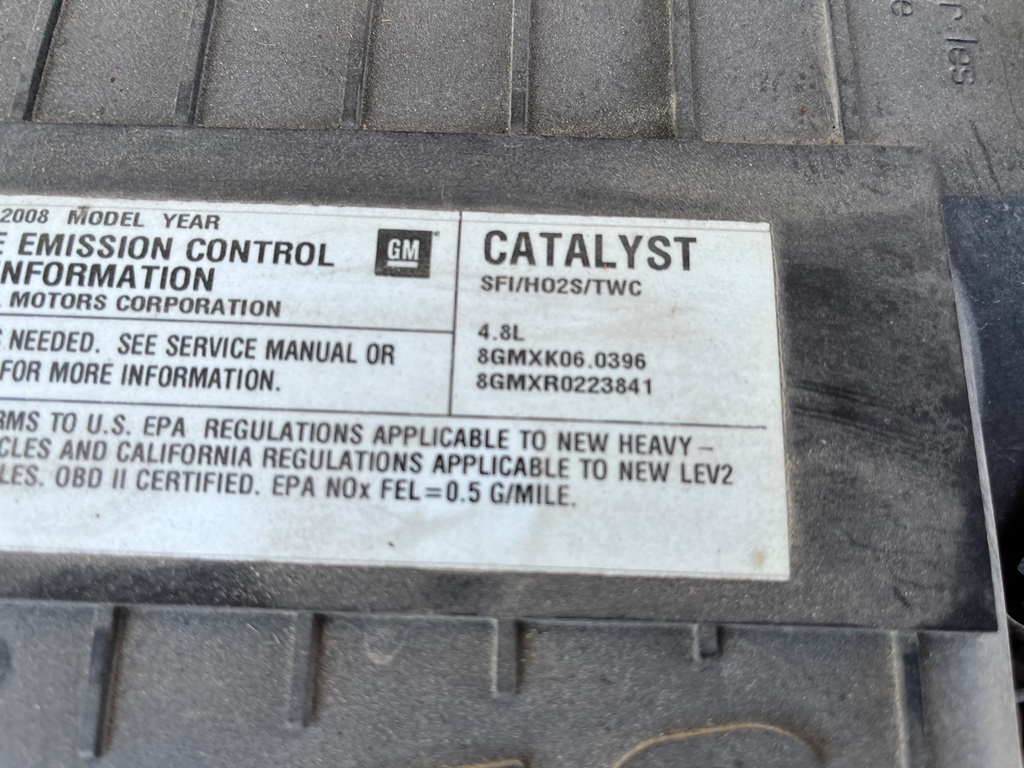 r les
e
2008 MODEL YEAR
E EMISSION CONTROL
INFORMATION
MOTORS CORPORATION
GM
CATALYST
SFI/HO2S/TWC
4.8L
8GMXK06.0396
8GMXR0223841
NEEDED. SEE SERVICE MANUAL OR
FOR MORE INFORMATION.
RMS TO U.S. EPA REGULATIONS APPLICABLE TO NEW HEAVY –
CLES AND CALIFORNIA REGULATIONS APPLICABLE TO NEW LEV2
LES. OBD II CERTIFIED. EPA NOx FEL=0.5 G/MILE.